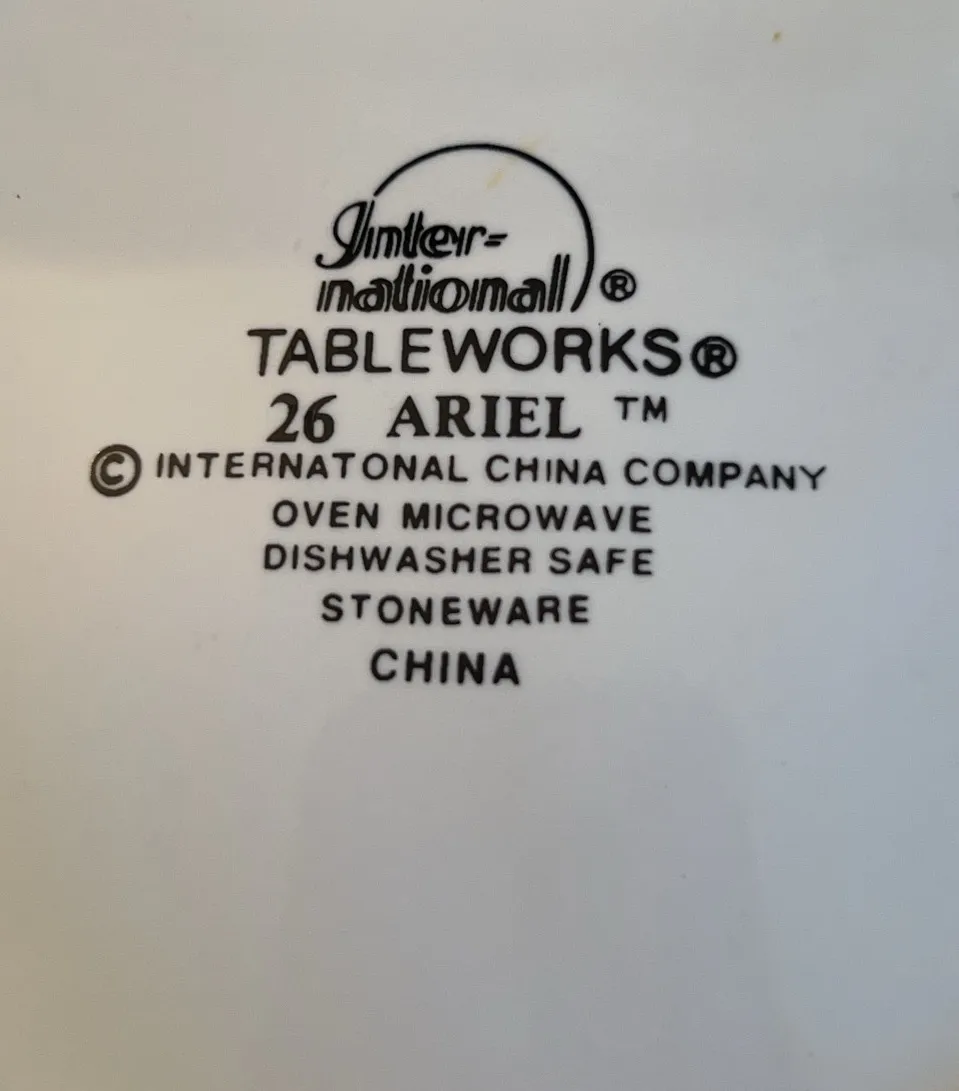 Inter-
national ®
TABLEWORKS®
26 ARIEL ™
© INTERNATONAL CHINA COMPANY
OVEN MICROWAVE
DISHWASHER SAFE
STONEWARE
CHINA